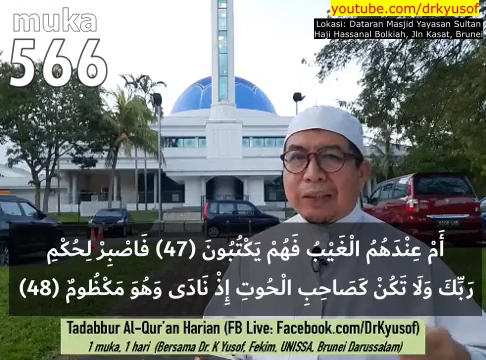 muka
566
youtube.com/drkyusof
Lokasi: Dataran Masjid Yayasan Sultan
Haji Hassanal Bolkiah, Jln Kasat, Brunei
أَمْ عِنْدَهُمُ الْغَيْبُ فَهُمْ يَكْتُبُونَ (47) فَاصْبِرْ لِحُكْمِ
رَبِّكَ وَلَا تَكُنْ كَصَاحِبِ الْحُوتِ إِذْ نَادَى وَهُوَ مَكْظُومٌ (48)
Tadabbur Al-Qur'an Harian (FB Live: Facebook.com/DrKyusof)
1 muka, 1 hari (Bersama Dr. K Yusof, Fekim, UNISSA, Brunei Darussalam)